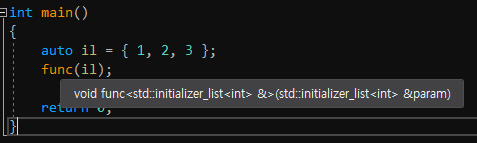 int main()
{
auto il = { 1, 2, 3 };
func(il);
void func<std::initializer_list<int> &>(std::initializer_list<int> &param)
return 0;
}